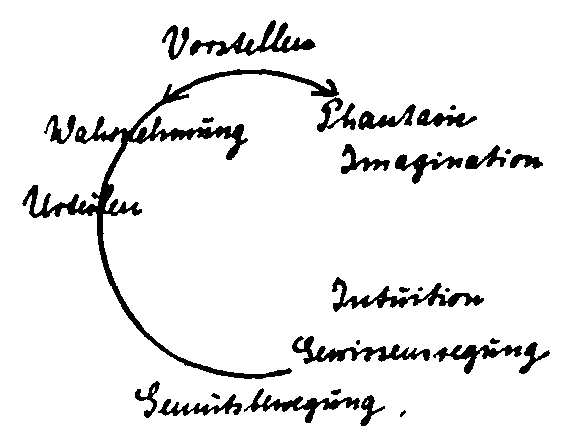 Vorstellen
Wahrnehmung
Phantasie
Imagination
Urteilen
Intuition
Gewissensregung
Gemütsbewegung.